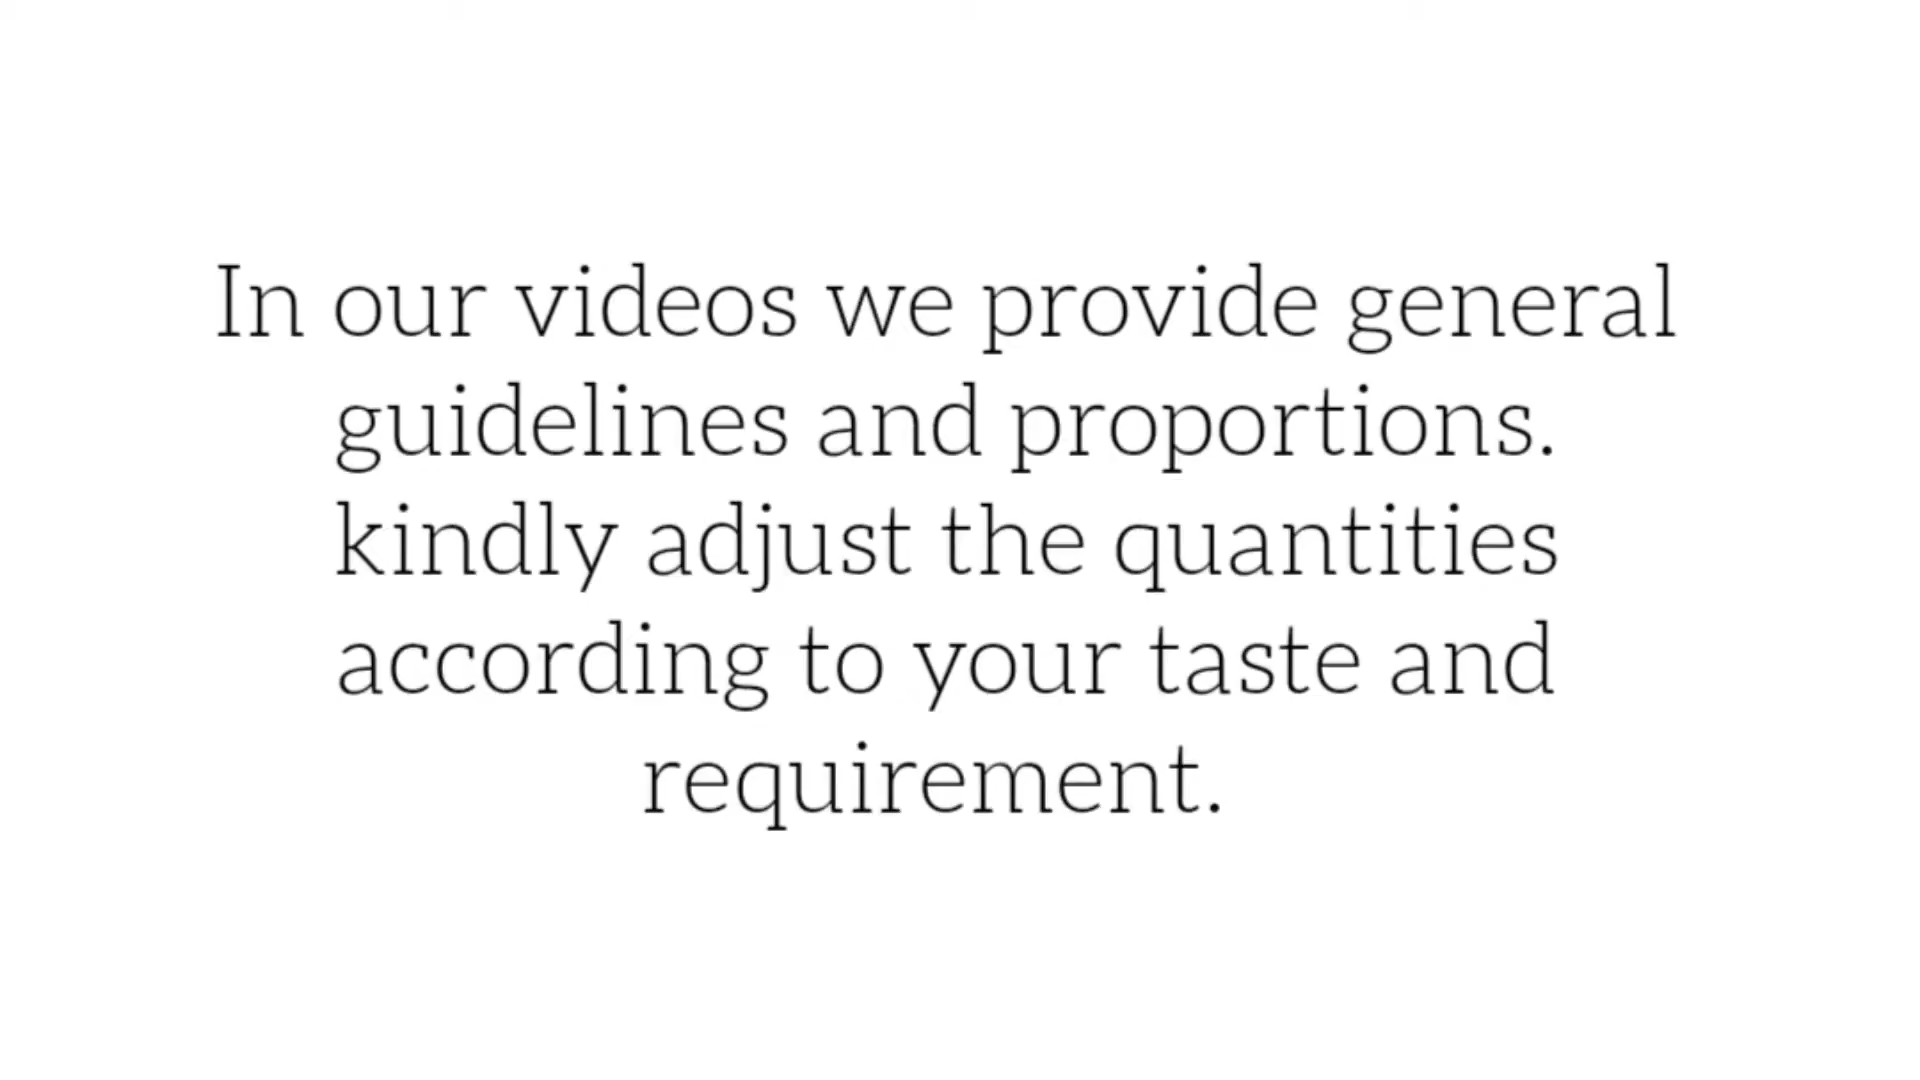 In our videos we provide general
guidelines and proportions.
kindly adjust the quantities
according to your taste and
requirement.